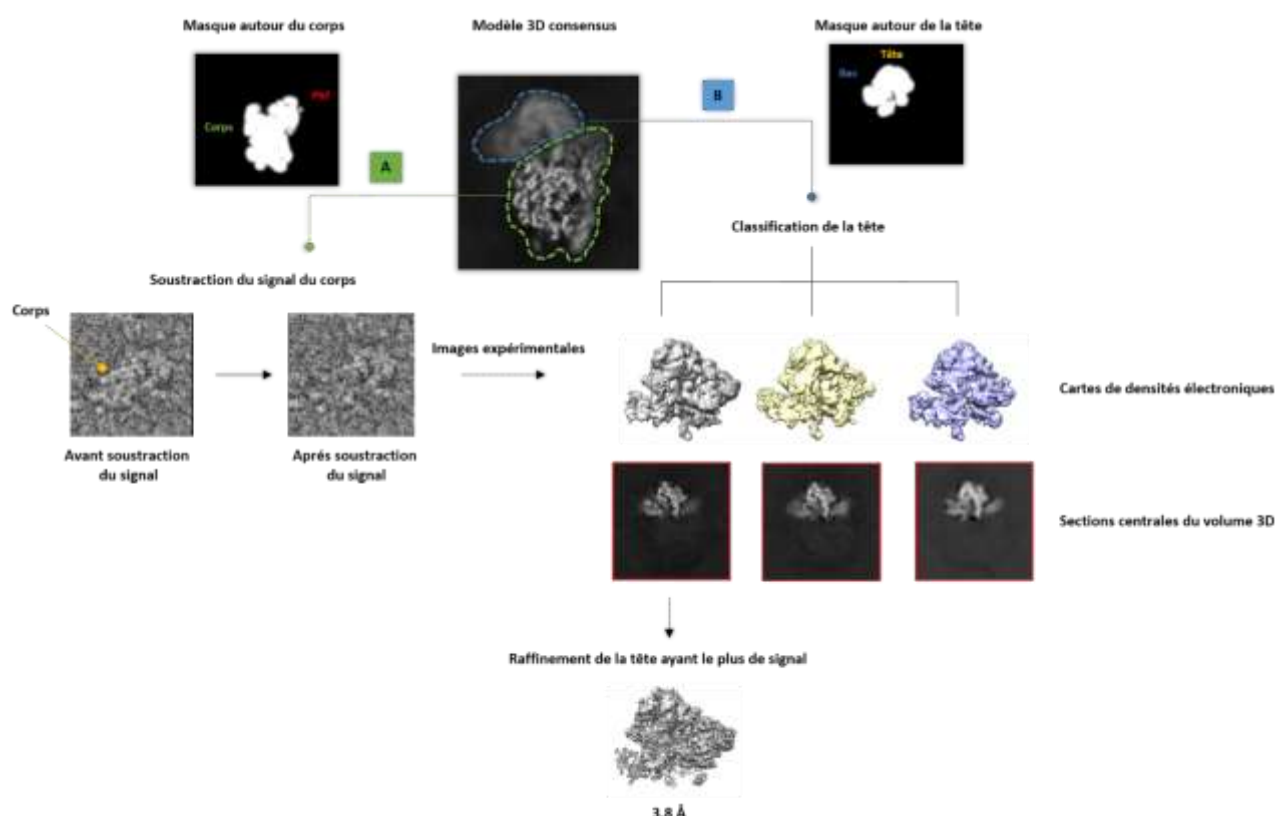 Masque autour du corps
Modèle 3D consensus
Masque autour de la tête
Tête
Bec
Corps
B
A
Classification de la tête
Soustraction du signal du corps
Corps
Images expérimentales
Cartes de densités électroniques
Avant soustraction
du signal
Aprés soustraction
du signal
Sections centrales du volume 3D
Raffinement de la tête ayant le plus de signal
3.8 Å